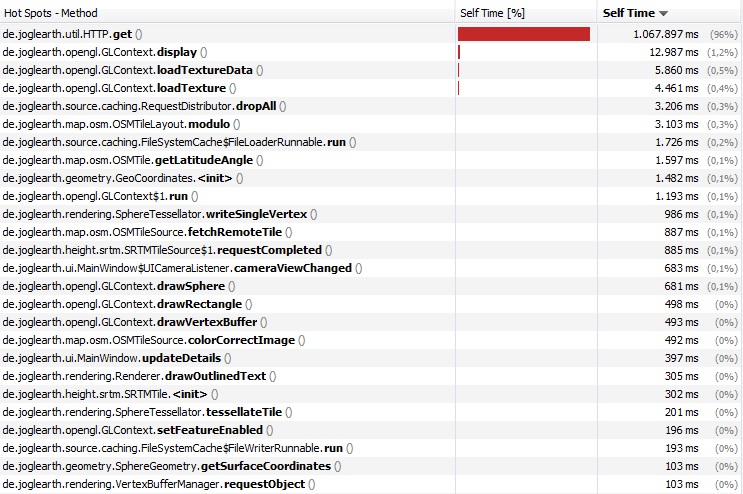 Hot Spots - Method Self Time [%] Self Time
de.joglearth.util.HTTP.get () 1.067.897 ms (96%)
de.joglearth.opengl.GLContext.display () 12.987 ms (1,2%)
de.joglearth.opengl.GLContext.loadTextureData () 5.860 ms (0,5%)
de.joglearth.opengl.GLContext.loadTexture () 4.461 ms (0,4%)
de.joglearth.source.caching.RequestDistributor.dropAll () 3.206 ms (0,3%)
de.joglearth.map.osm.OSMTileLayout.modulo () 3.103 ms (0,3%)
de.joglearth.source.caching.FileSystemCache$FileLoaderRunnable.run () 1.726 ms (0,2%)
de.joglearth.map.osm.OSMTile.getLatitudeAngle () 1.597 ms (0,1%)
de.joglearth.geometry.GeoCoordinates.<init> () 1.482 ms (0,1%)
de.joglearth.opengl.GLContext$1.run () 1.193 ms (0,1%)
de.joglearth.rendering.SphereTessellator.writeSingleVertex () 986 ms (0,1%)
de.joglearth.map.osm.OSMTileSource.fetchRemoteTile () 887 ms (0,1%)
de.joglearth.height.srtm.SRTMTileSource$1.requestCompleted () 885 ms (0,1%)
de.joglearth.ui.MainWindow$UICameraListener.cameraViewChanged () 683 ms (0,1%)
de.joglearth.opengl.GLContext.drawSphere () 681 ms (0,1%)
de.joglearth.opengl.GLContext.drawRectangle () 498 ms (0%)
de.joglearth.opengl.GLContext.drawVertexBuffer () 493 ms (0%)
de.joglearth.map.osm.OSMTileSource.colorCorrectImage () 492 ms (0%)
de.joglearth.ui.MainWindow.updateDetails () 397 ms (0%)
de.joglearth.rendering.Renderer.drawOutlinedText () 305 ms (0%)
de.joglearth.height.srtm.SRTMTile.<init> () 302 ms (0%)
de.joglearth.rendering.SphereTessellator.tessellateTile () 201 ms (0%)
de.joglearth.opengl.GLContext.setFeatureEnabled () 196 ms (0%)
de.joglearth.source.caching.FileSystemCache$FileWriterRunnable.run () 193 ms (0%)
de.joglearth.geometry.SphereGeometry.getSurfaceCoordinates () 103 ms (0%)
de.joglearth.rendering.VertexBufferManager.requestObject () 103 ms (0%)